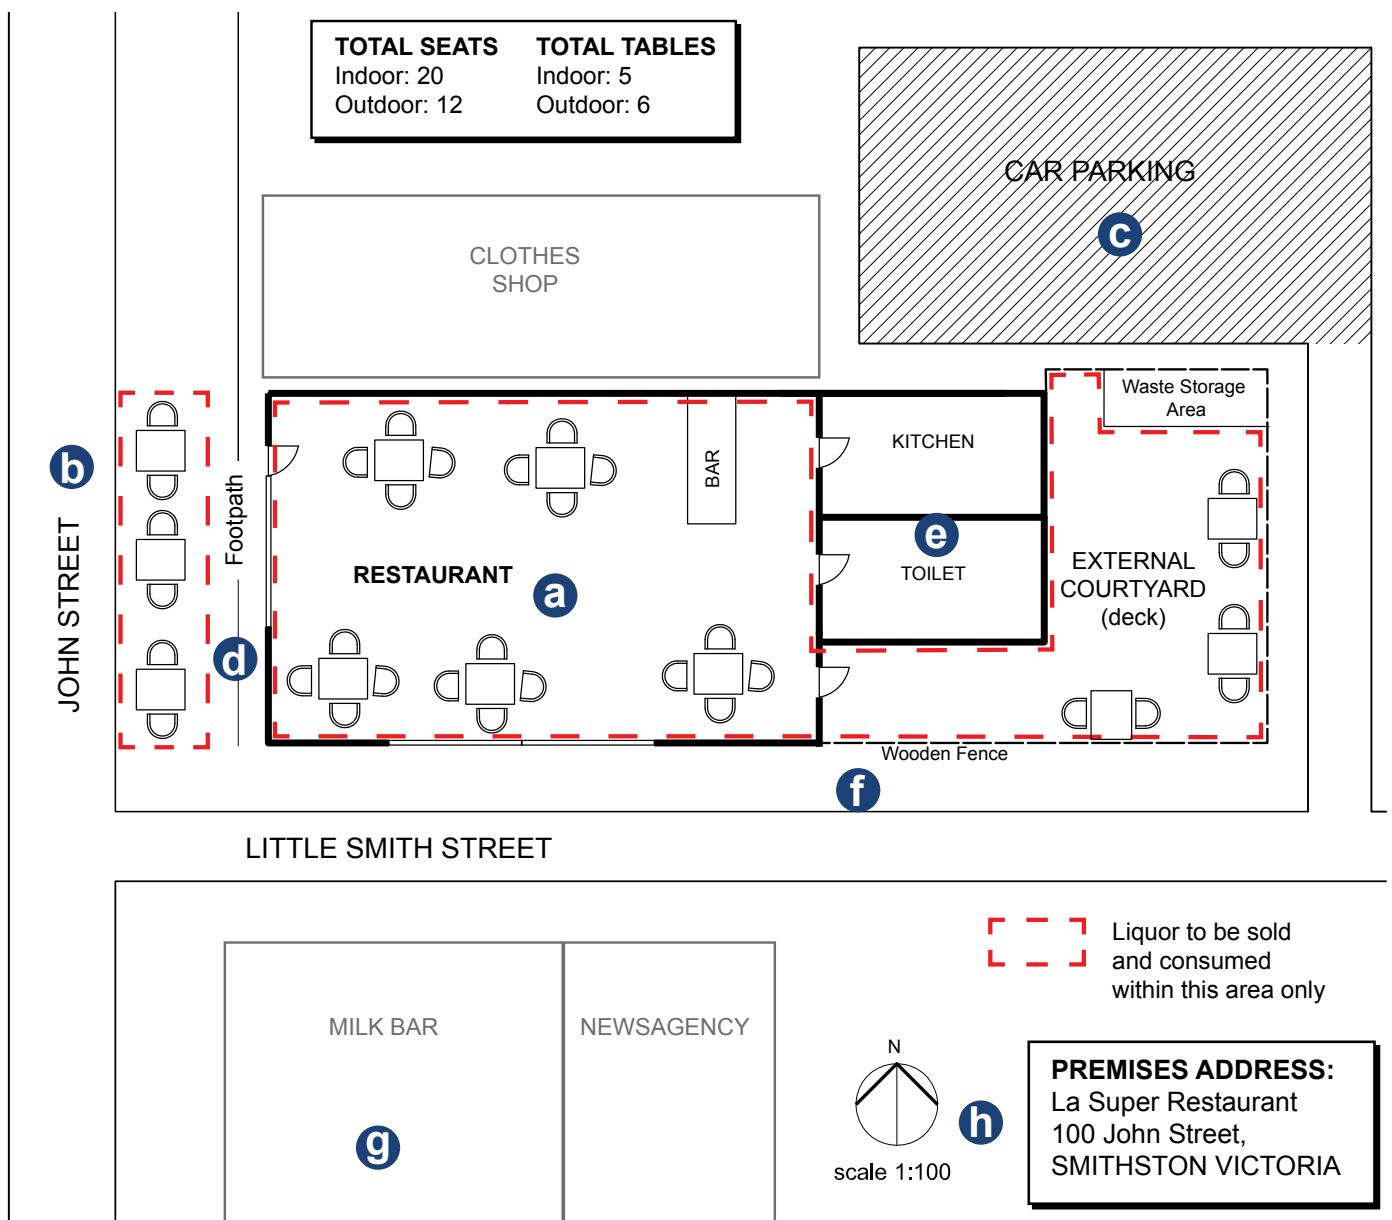 TOTAL SEATS
Indoor: 20
Outdoor: 12
TOTAL TABLES
Indoor: 5
Outdoor: 6
CAR PARKING
c
CLOTHES
SHOP
Waste Storage
Area
KITCHEN
BAR
b
Footpath
e
TOILET
RESTAURANT
a
EXTERNAL
COURTYARD
(deck)
JOHN STREET
d
Wooden Fence
f
LITTLE SMITH STREET
Liquor to be sold
and consumed
within this area only
MILK BAR
NEWSAGENCY
g
N
scale 1:100
h
PREMISES ADDRESS:
La Super Restaurant
100 John Street,
SMITHSTON VICTORIA